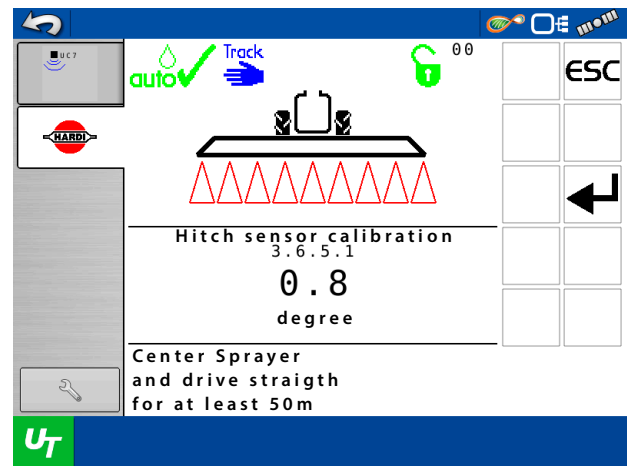 UC7
auto
Track
00
ESC
HARDI
Hitch sensor calibration
3.6.5.1
0.8
degree
Center Sprayer
and drive straigth
for at least 50m
UT